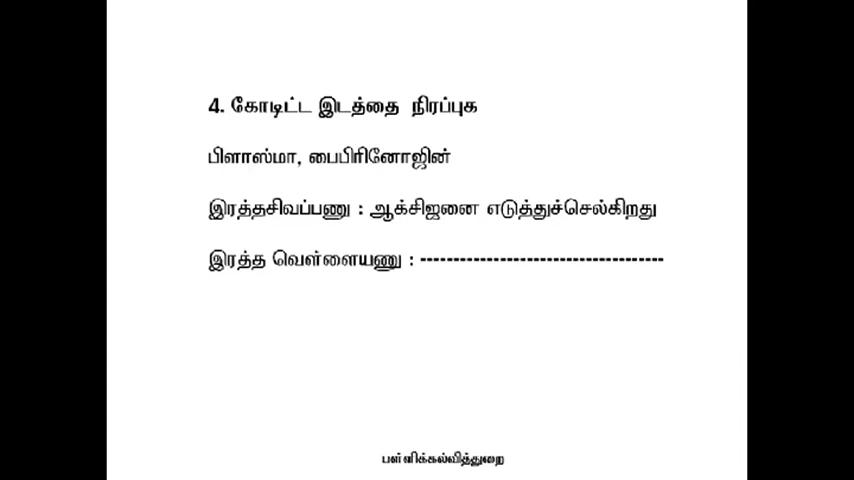 4. கோடிட்ட இடத்தை நிரப்புக
பிளாஸ்மா, பைபிரினோஜின்
இரத்தசிவப்பணு : ஆக்சிஜனை எடுத்துச்செல்கிறது
இரத்த வெள்ளையணு : -------------------------------------
பள்ளிக்கல்வித்துறை